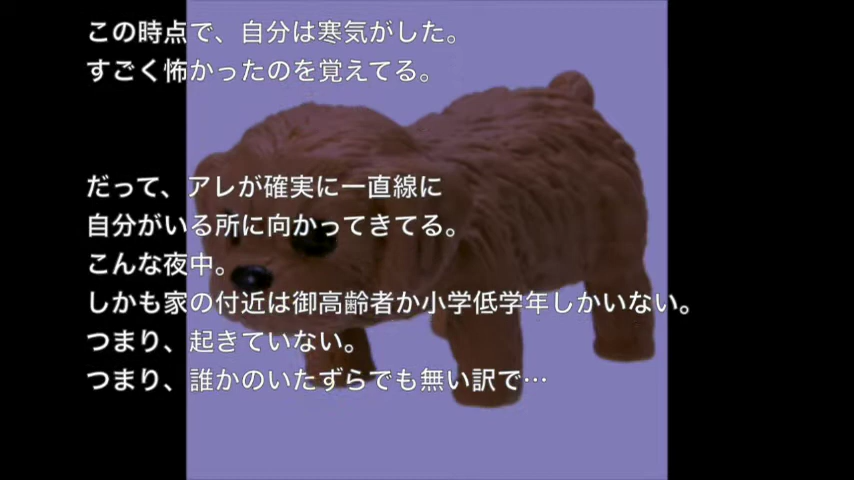 この時点で、自分は寒気がした。
すごく怖かったのを覚えてる。
だって、アレが確実に一直線に
自分がいる所に向かってきてる。
こんな夜中。
しかも家の付近は御高齢者か小学低学年しかいない。
つまり、起きていない。
つまり、誰かのいたずらでも無い訳で…